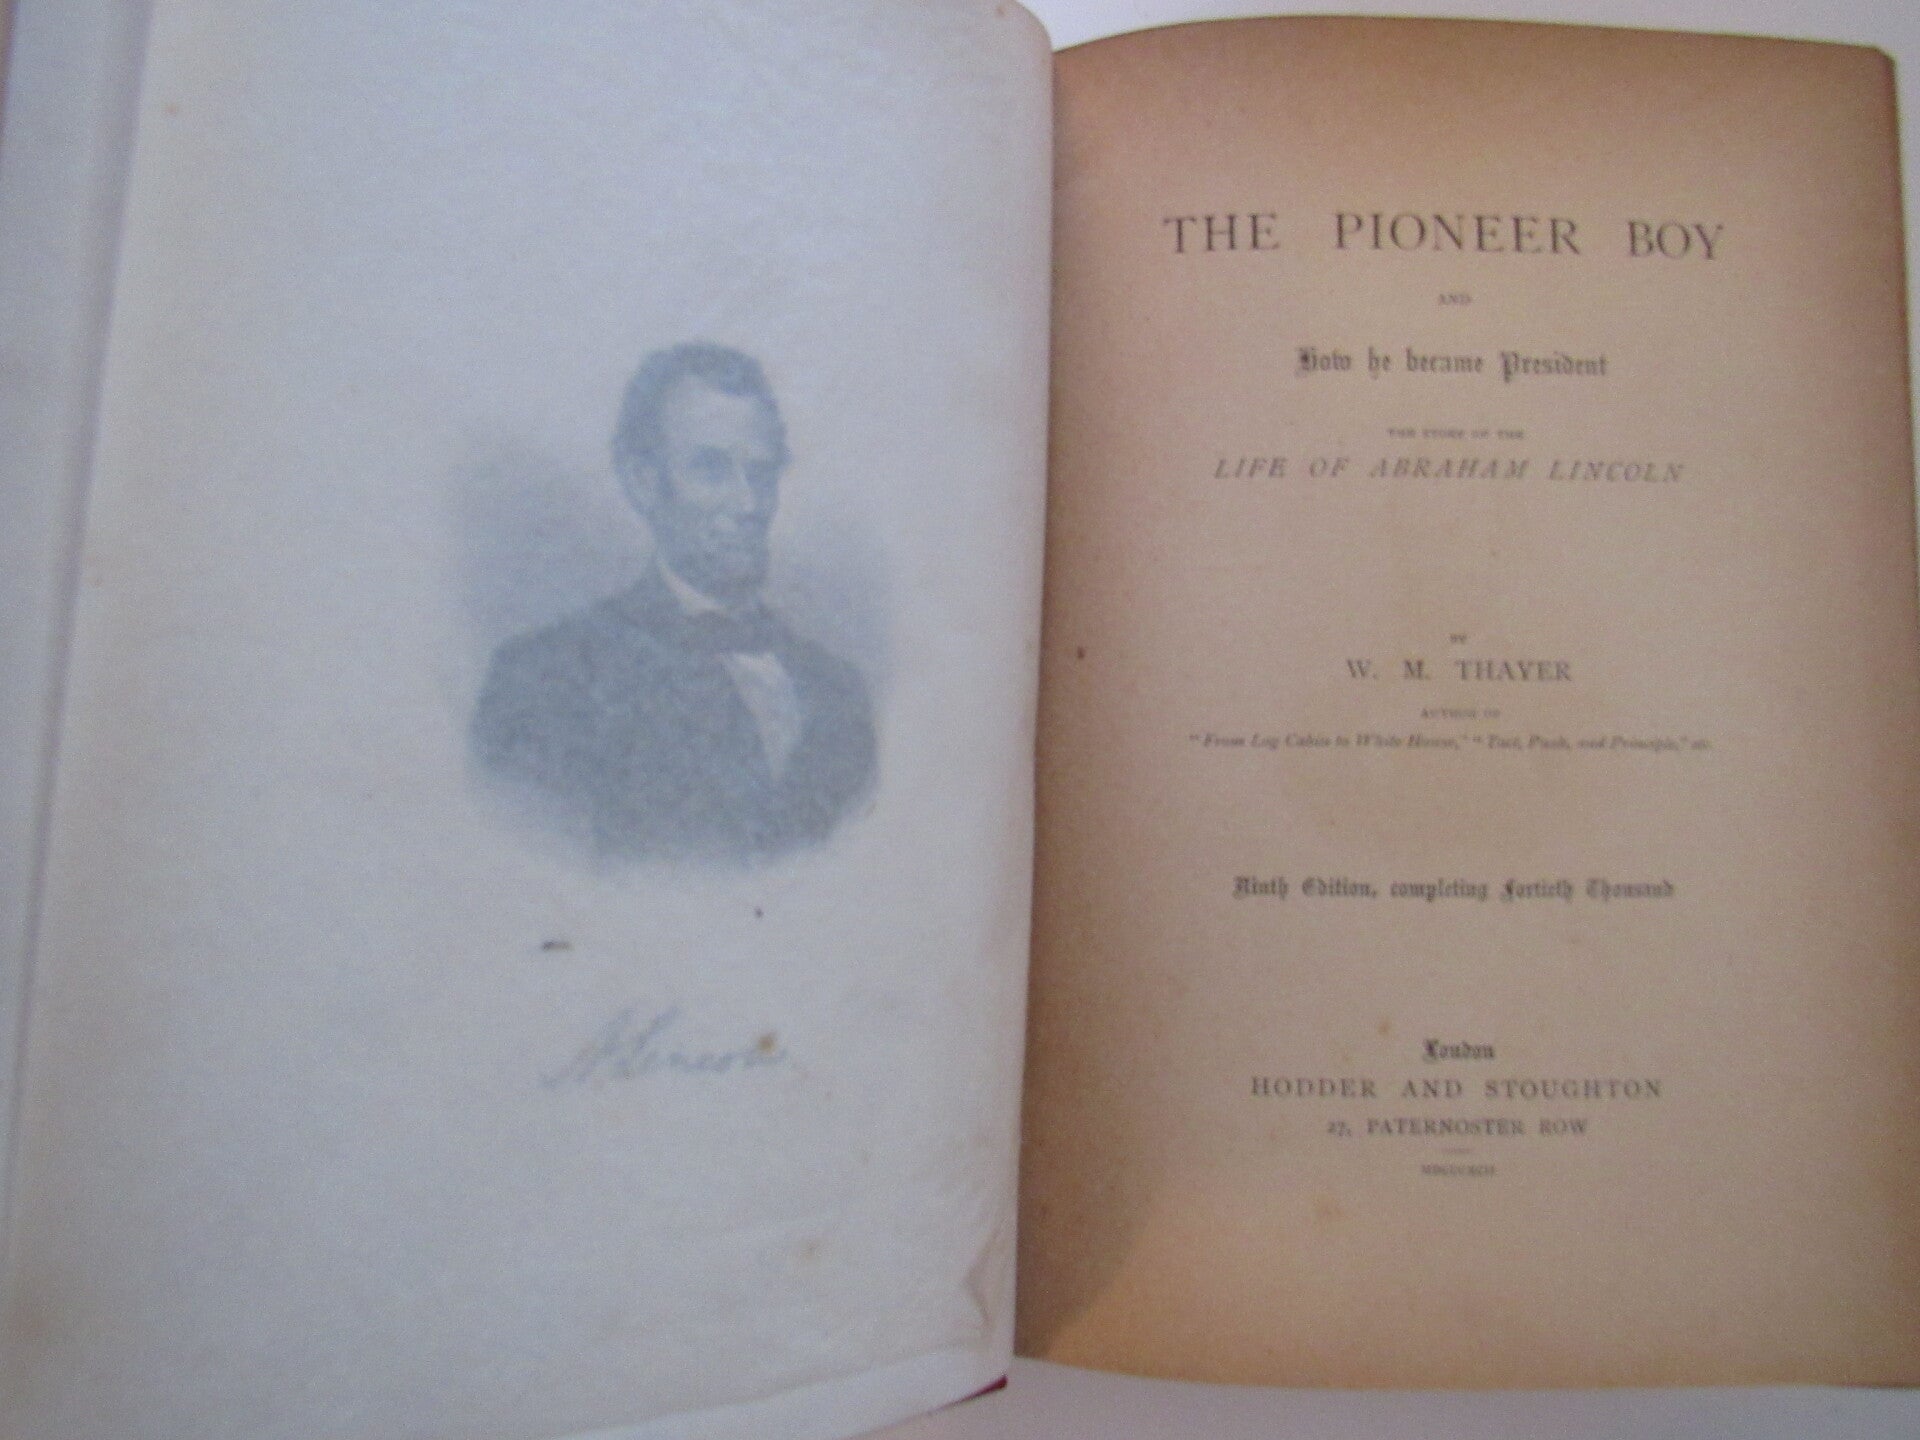 A. Lincoln
THE PIONEER BOY
AND
How he became President
THE STORY OF THE
LIFE OF ABRAHAM LINCOLN
BY
W. M. THAYER
AUTHOR OF
"From Log Cabin to White House," "Tact, Push, and Principle," etc.
Ninth Edition, completing Fortieth Thousand
London
HODDER AND STOUGHTON
27, PATERNOSTER ROW
MDCCCXCII